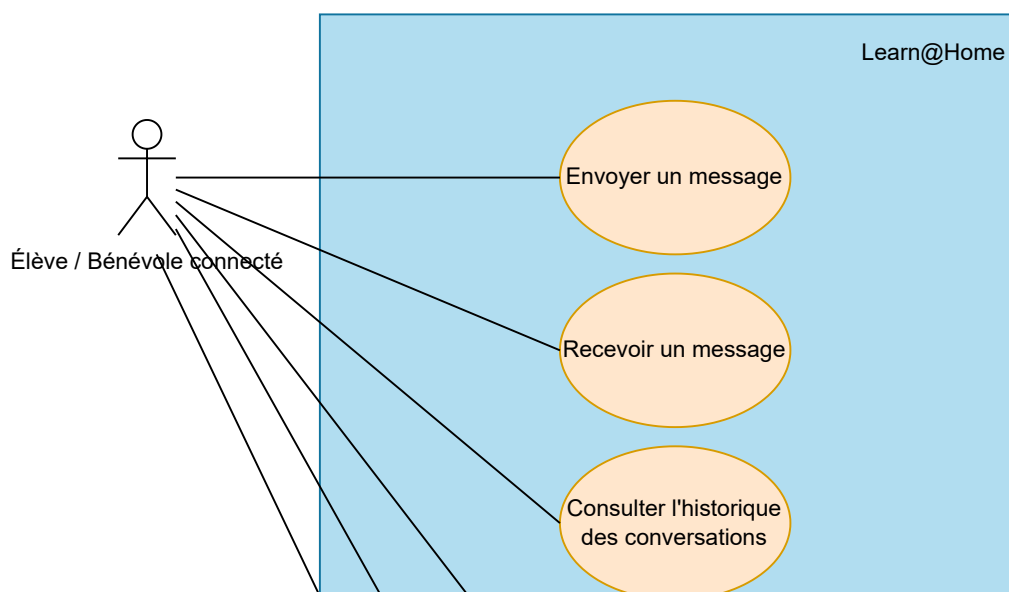 Learn@Home
Envoyer un message
Élève / Bénévole connecté
Recevoir un message
Consulter l'historique
des conversations